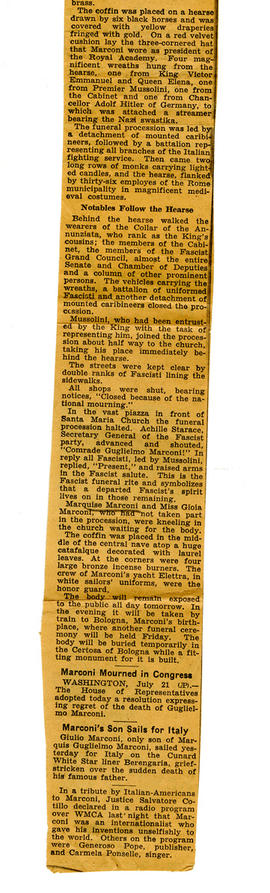 brass.
The coffin was placed on a hearse
drawn by six black horses and was
covered with yellow draperies
fringed with gold. On a red velvet
cushion lay the three-cornered hat
that Marconi wore as president of
the Royal Academy. Four mag-
nificent wreaths hung from the
hearse, one from King Victor
Emmanuel and Queen Elena, one
from Premier Mussolini, one from
the Cabinet and one from Chan-
cellor Adolf Hitler of Germany, to
which was attached a streamer
bearing the Nazi swastika.
The funeral procession was led by
a detachment of mounted caribi-
neers, followed by a battalion rep-
resenting all branches of the Italian
fighting service. Then came two
long rows of monks carrying light-
ed candles, and the hearse, flanked
by thirty-six employes of the Rome
municipality in magnificent medi-
eval costumes.
Notables Follow the Hearse
Behind the hearse walked the
wearers of the Collar of the An-
nunziata, who rank as the King's
cousins; the members of the Cabi-
net, the members of the Fascist
Grand Council, almost the entire
Senate and Chamber of Deputies
and a column of other prominent
persons. The vehicles carrying the
wreaths, a battalion of uniformed
Fascisti and another detachment of
mounted caribineers closed the pro-
cession.
Mussolini, who had been entrust-
ed by the King with the task of
representing him, joined the proces-
sion about half way to the church,
taking his place immediately be-
hind the hearse.
The streets were kept clear by
double ranks of Fascisti lining the
sidewalks.
All shops were shut, bearing
notices, "Closed because of the na-
tional mourning."
In the vast piazza in front of
Santa Maria Church the funeral
procession halted. Achille Starace,
Secretary General of the Fascist
party, advanced and shouted,
"Comrade Guglielmo Marconi!" In
reply all Fascisti, led by Mussolini,
replied, "Present," and raised arms
in the Fascist salute. This is the
Fascist funeral rite and symbolizes
that a departed Fascist's spirit
lives on in those remaining.
Marquise Marconi and Miss Gioia
Marconi, who had not taken part
in the procession, were kneeling in
the church waiting for the body.
The coffin was placed in the mid-
dle of the central nave atop a huge
catafalque decorated with laurel
leaves. At the corners were four
large bronze incense burners. The
crew of Marconi's yacht Elettra, in
white sailors' uniforms, were the
honor guard.
The body will remain exposed
to the public all day tomorrow. In
the evening it will be taken by
train to Bologna, Marconi's birth-
place, where another funeral cere-
mony will be held Friday. The
body will be buried temporarily in
the Certosa of Bologna while a fit-
ting monument for it is built.
Marconi Mourned in Congress
WASHINGTON, July 21 (AP).—
The House of Representatives
adopted today a resolution express-
ing regret of the death of Gugliel-
mo Marconi.
Marconi's Son Sails for Italy
Giulio Marconi, only son of Mar-
quis Guglielmo Marconi, sailed yes-
terday for Italy on the Cunard
White Star liner Berengaria, grief-
stricken over the sudden death of
his famous father.
In a tribute by Italian-Americans
to Marconi, Justice Salvatore Co-
tillo declared in a radio program
over WMCA last night that Mar-
coni was an internationalist who
gave his inventions unselfishly to
the world. Others on the program
were Generoso Pope, publisher,
and Carmela Ponselle, singer.